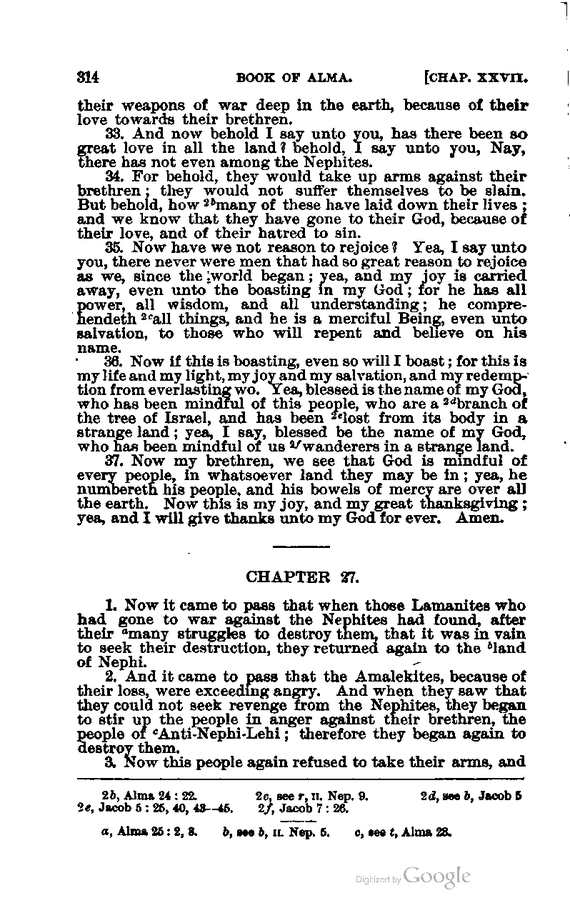 314 BOOK OF ALMA. [CHAP. XXVII.
their weapons of war deep in the earth, because of their
love towards their brethren.
33. And now behold I say unto you, has there been so
great love in all the land? behold, I say unto you, Nay,
there has not even among the Nephites.
34. For behold, they would take up arms against their
brethren; they would not suffer themselves to be slain.
But behold, how 2bmany of these have laid down their lives;
and we know that they have gone to their God, because of
their love, and of their hatred to sin.
35. Now have we not reason to rejoice? Yea, I say unto
you, there never were men that had so great reason to rejoice
as we, since the world began; yea, and my joy is carried
away, even unto the boasting in my God; for he has all
power, all wisdom, and all understanding; he compre-
hendeth 2call things, and he is a merciful Being, even unto
salvation, to those who will repent and believe on his
name.
36. Now if this is boasting, even so will I boast; for this is
my life and my light, my joy and my salvation, and my redemp-
tion from everlasting wo. Yea, blessed is the name of my God,
who has been mindful of this people, who are a 2dbranch of
the tree of Israel, and has been 2elost from its body in a
strange land; yea, I say, blessed be the name of my God,
who has been mindful of us 2fwanderers in a strange land.
37. Now my brethren, we see that God is mindful of
every people, in whatsoever land they may be in; yea, he
numbereth his people, and his bowels of mercy are over all
the earth. Now this is my joy, and my great thanksgiving;
yea, and I will give thanks unto my God for ever. Amen.
CHAPTER 27.
1. Now it came to pass that when those Lamanites who
had gone to war against the Nephites had found, after
their amany struggles to destroy them, that it was in vain
to seek their destruction, they returned again to the bland
of Nephi.
2. And it came to pass that the Amalekites, because of
their loss, were exceeding angry. And when they saw that
they could not seek revenge from the Nephites, they began
to stir up the people in anger against their brethren, the
people of cAnti-Nephi-Lehi; therefore they began again to
destroy them.
3. Now this people again refused to take their arms, and
2b, Alma 24: 22. 2c, see r, II. Nep. 9. 2d, see b, Jacob 5
2e, Jacob 5: 25, 40, 43—45. 2f, Jacob 7: 26.
a, Alma 25: 2, 3. b, see b, II. Nep. 5. c, see t, Alma 23.
Digitized by Google